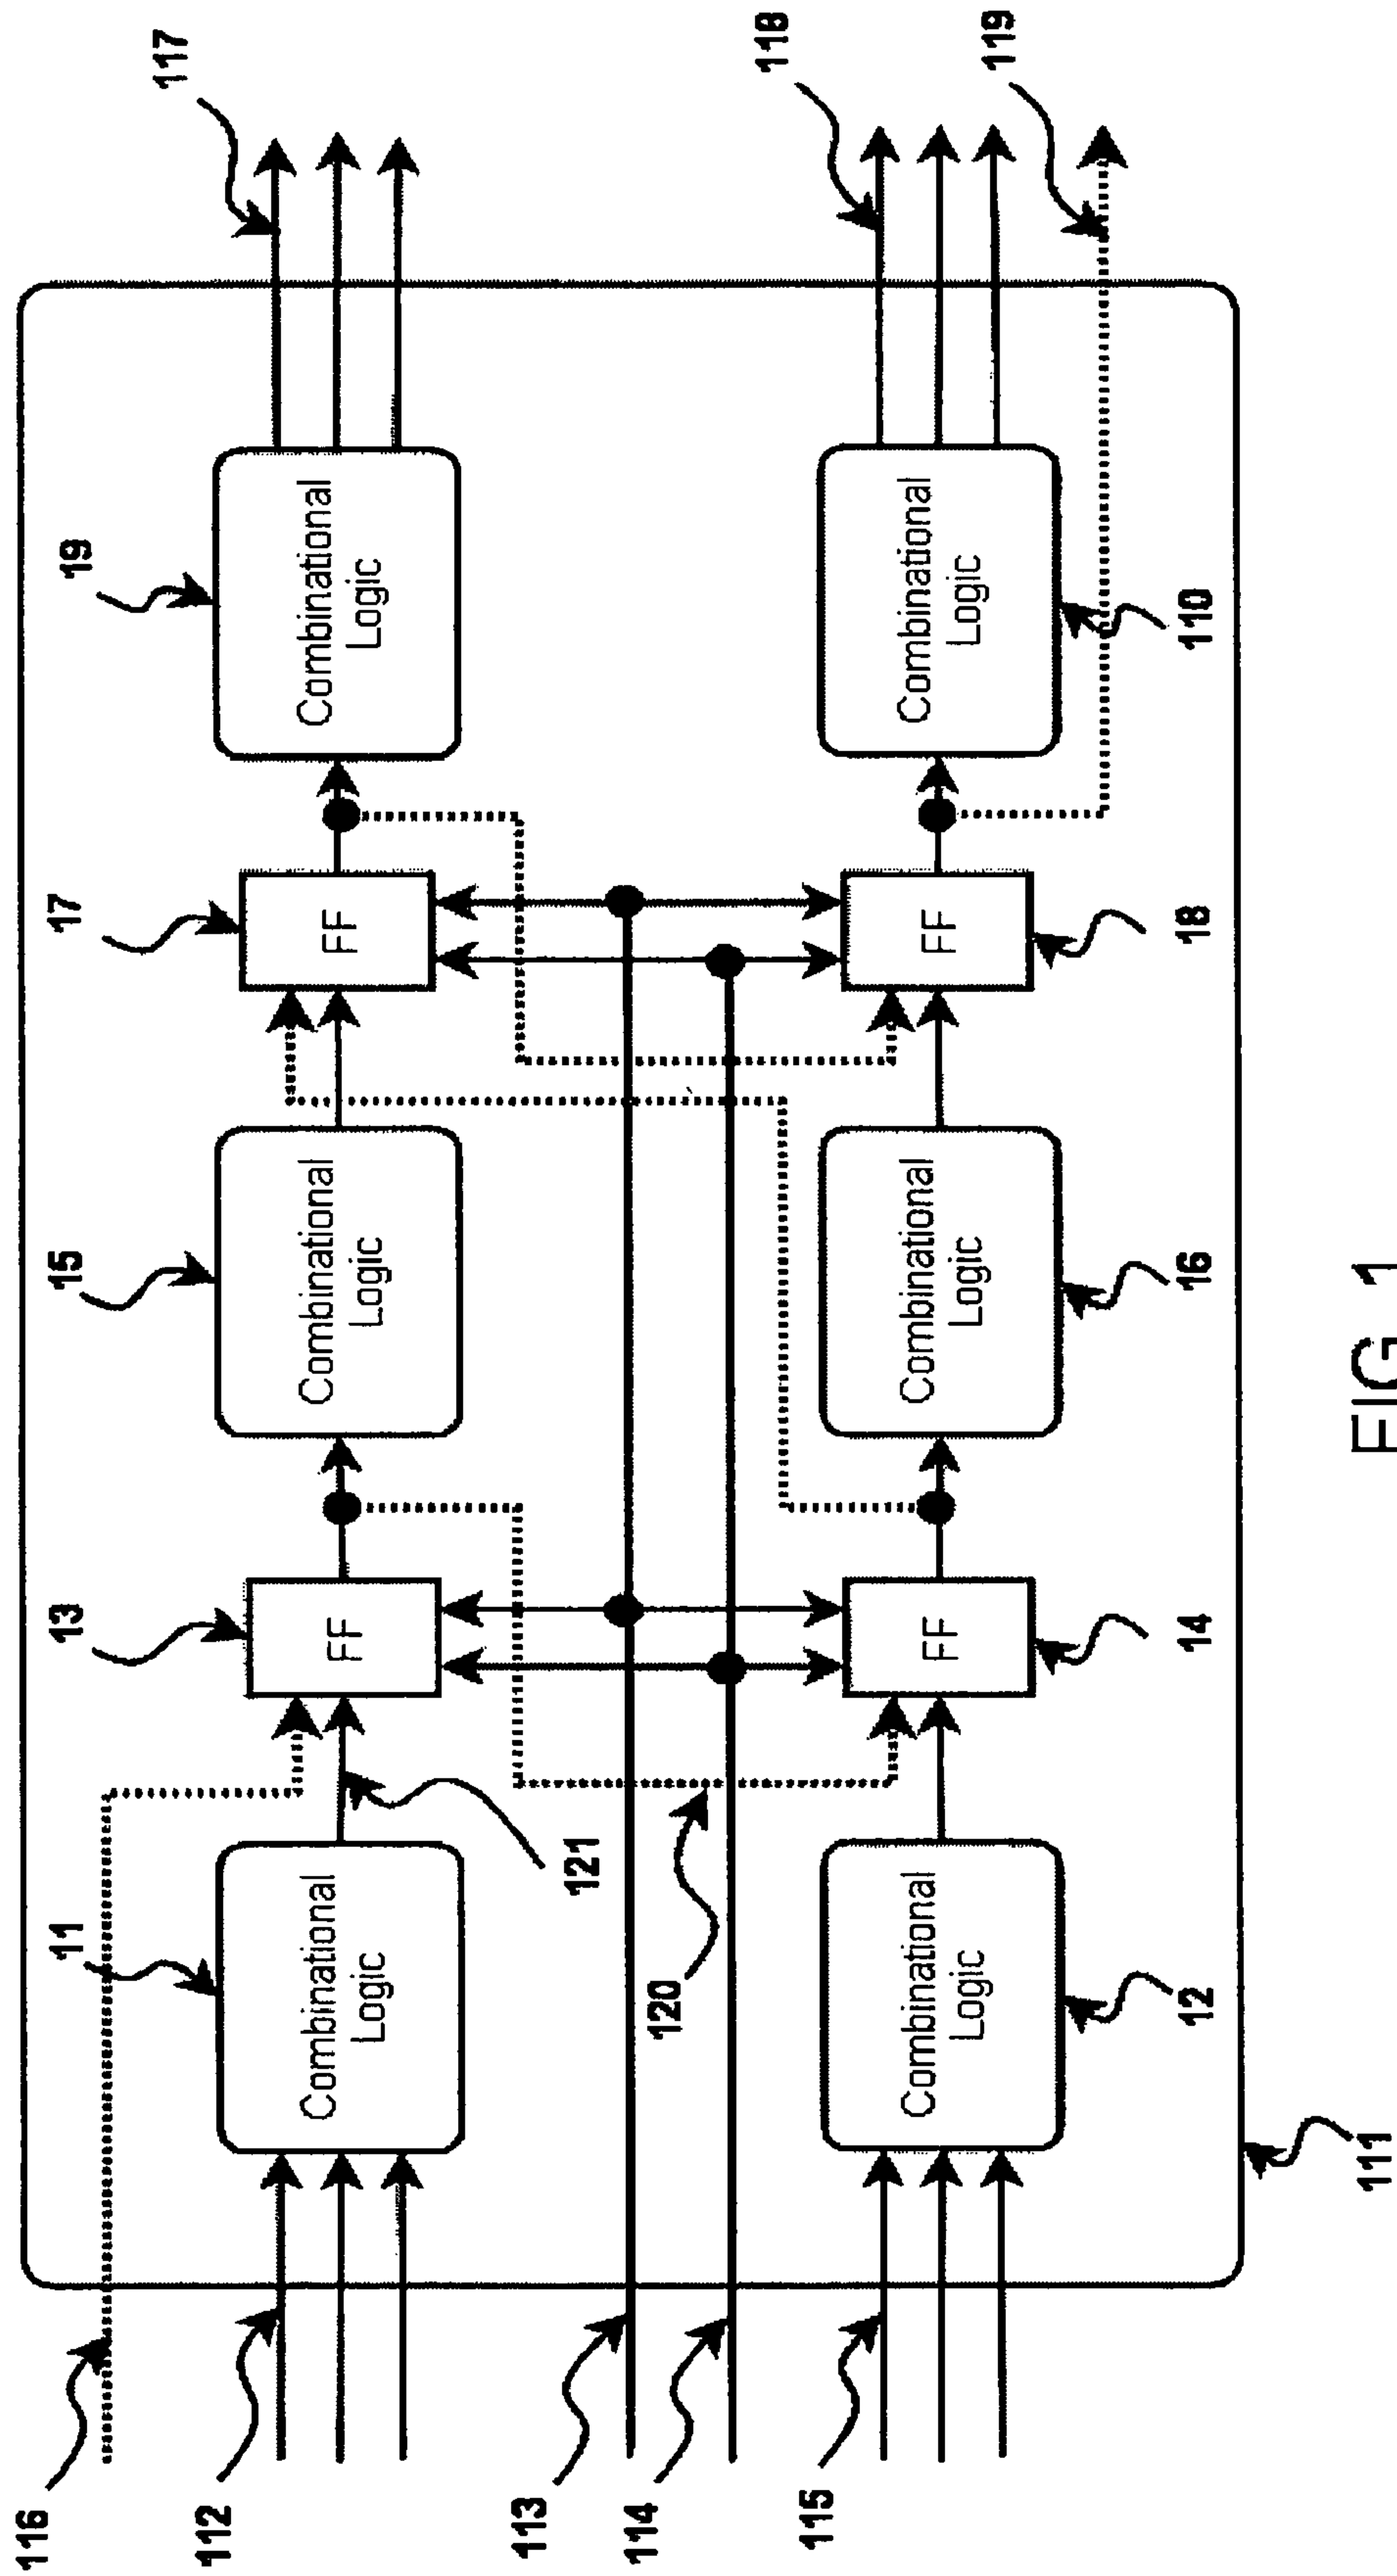 116
112
113
114
115
11
121
120
12
111
13
FF
14
FF
15
16
17
FF
18
FF
19
110
117
118
119
Combinational
Logic
Combinational
Logic
Combinational
Logic
Combinational
Logic
Combinational
Logic
Combinational
Logic
FIG. 1